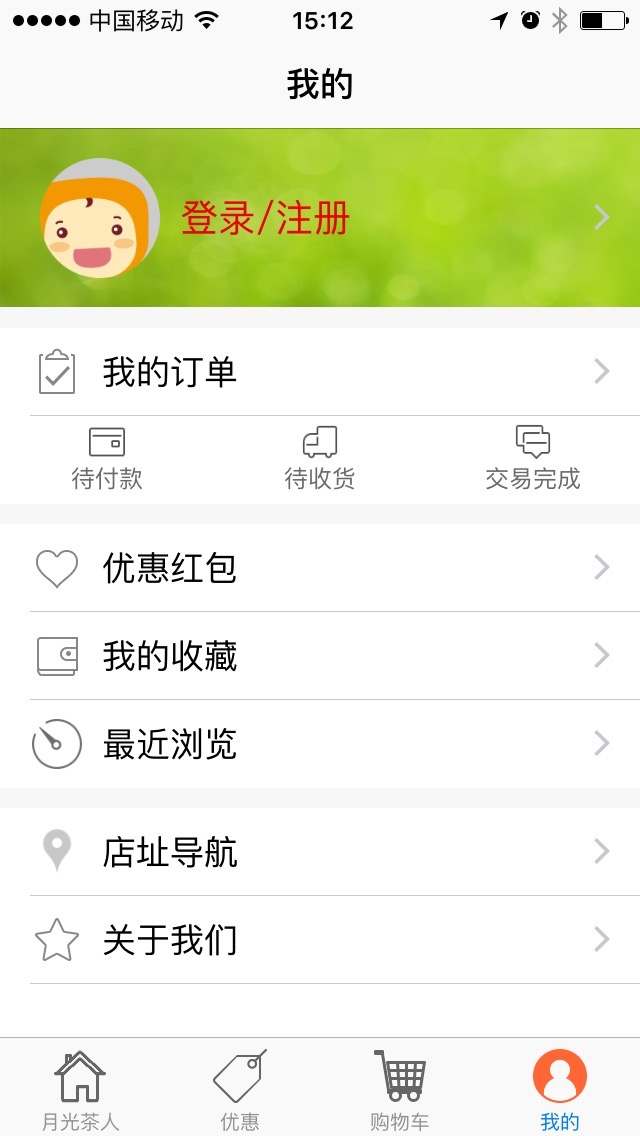 中国移动 15:12
我的
登录/注册
我的订单
待付款 待收货 交易完成
优惠红包
我的收藏
最近浏览
店址导航
关于我们
月光茶人 优惠 购物车 我的